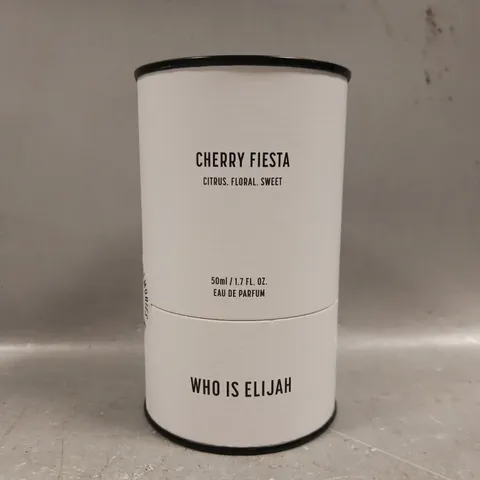 CHERRY FIESTA
CITRUS. FLORAL. SWEET
50ml / 1.7 FL. OZ.
EAU DE PARFUM
WHO IS ELIJAH